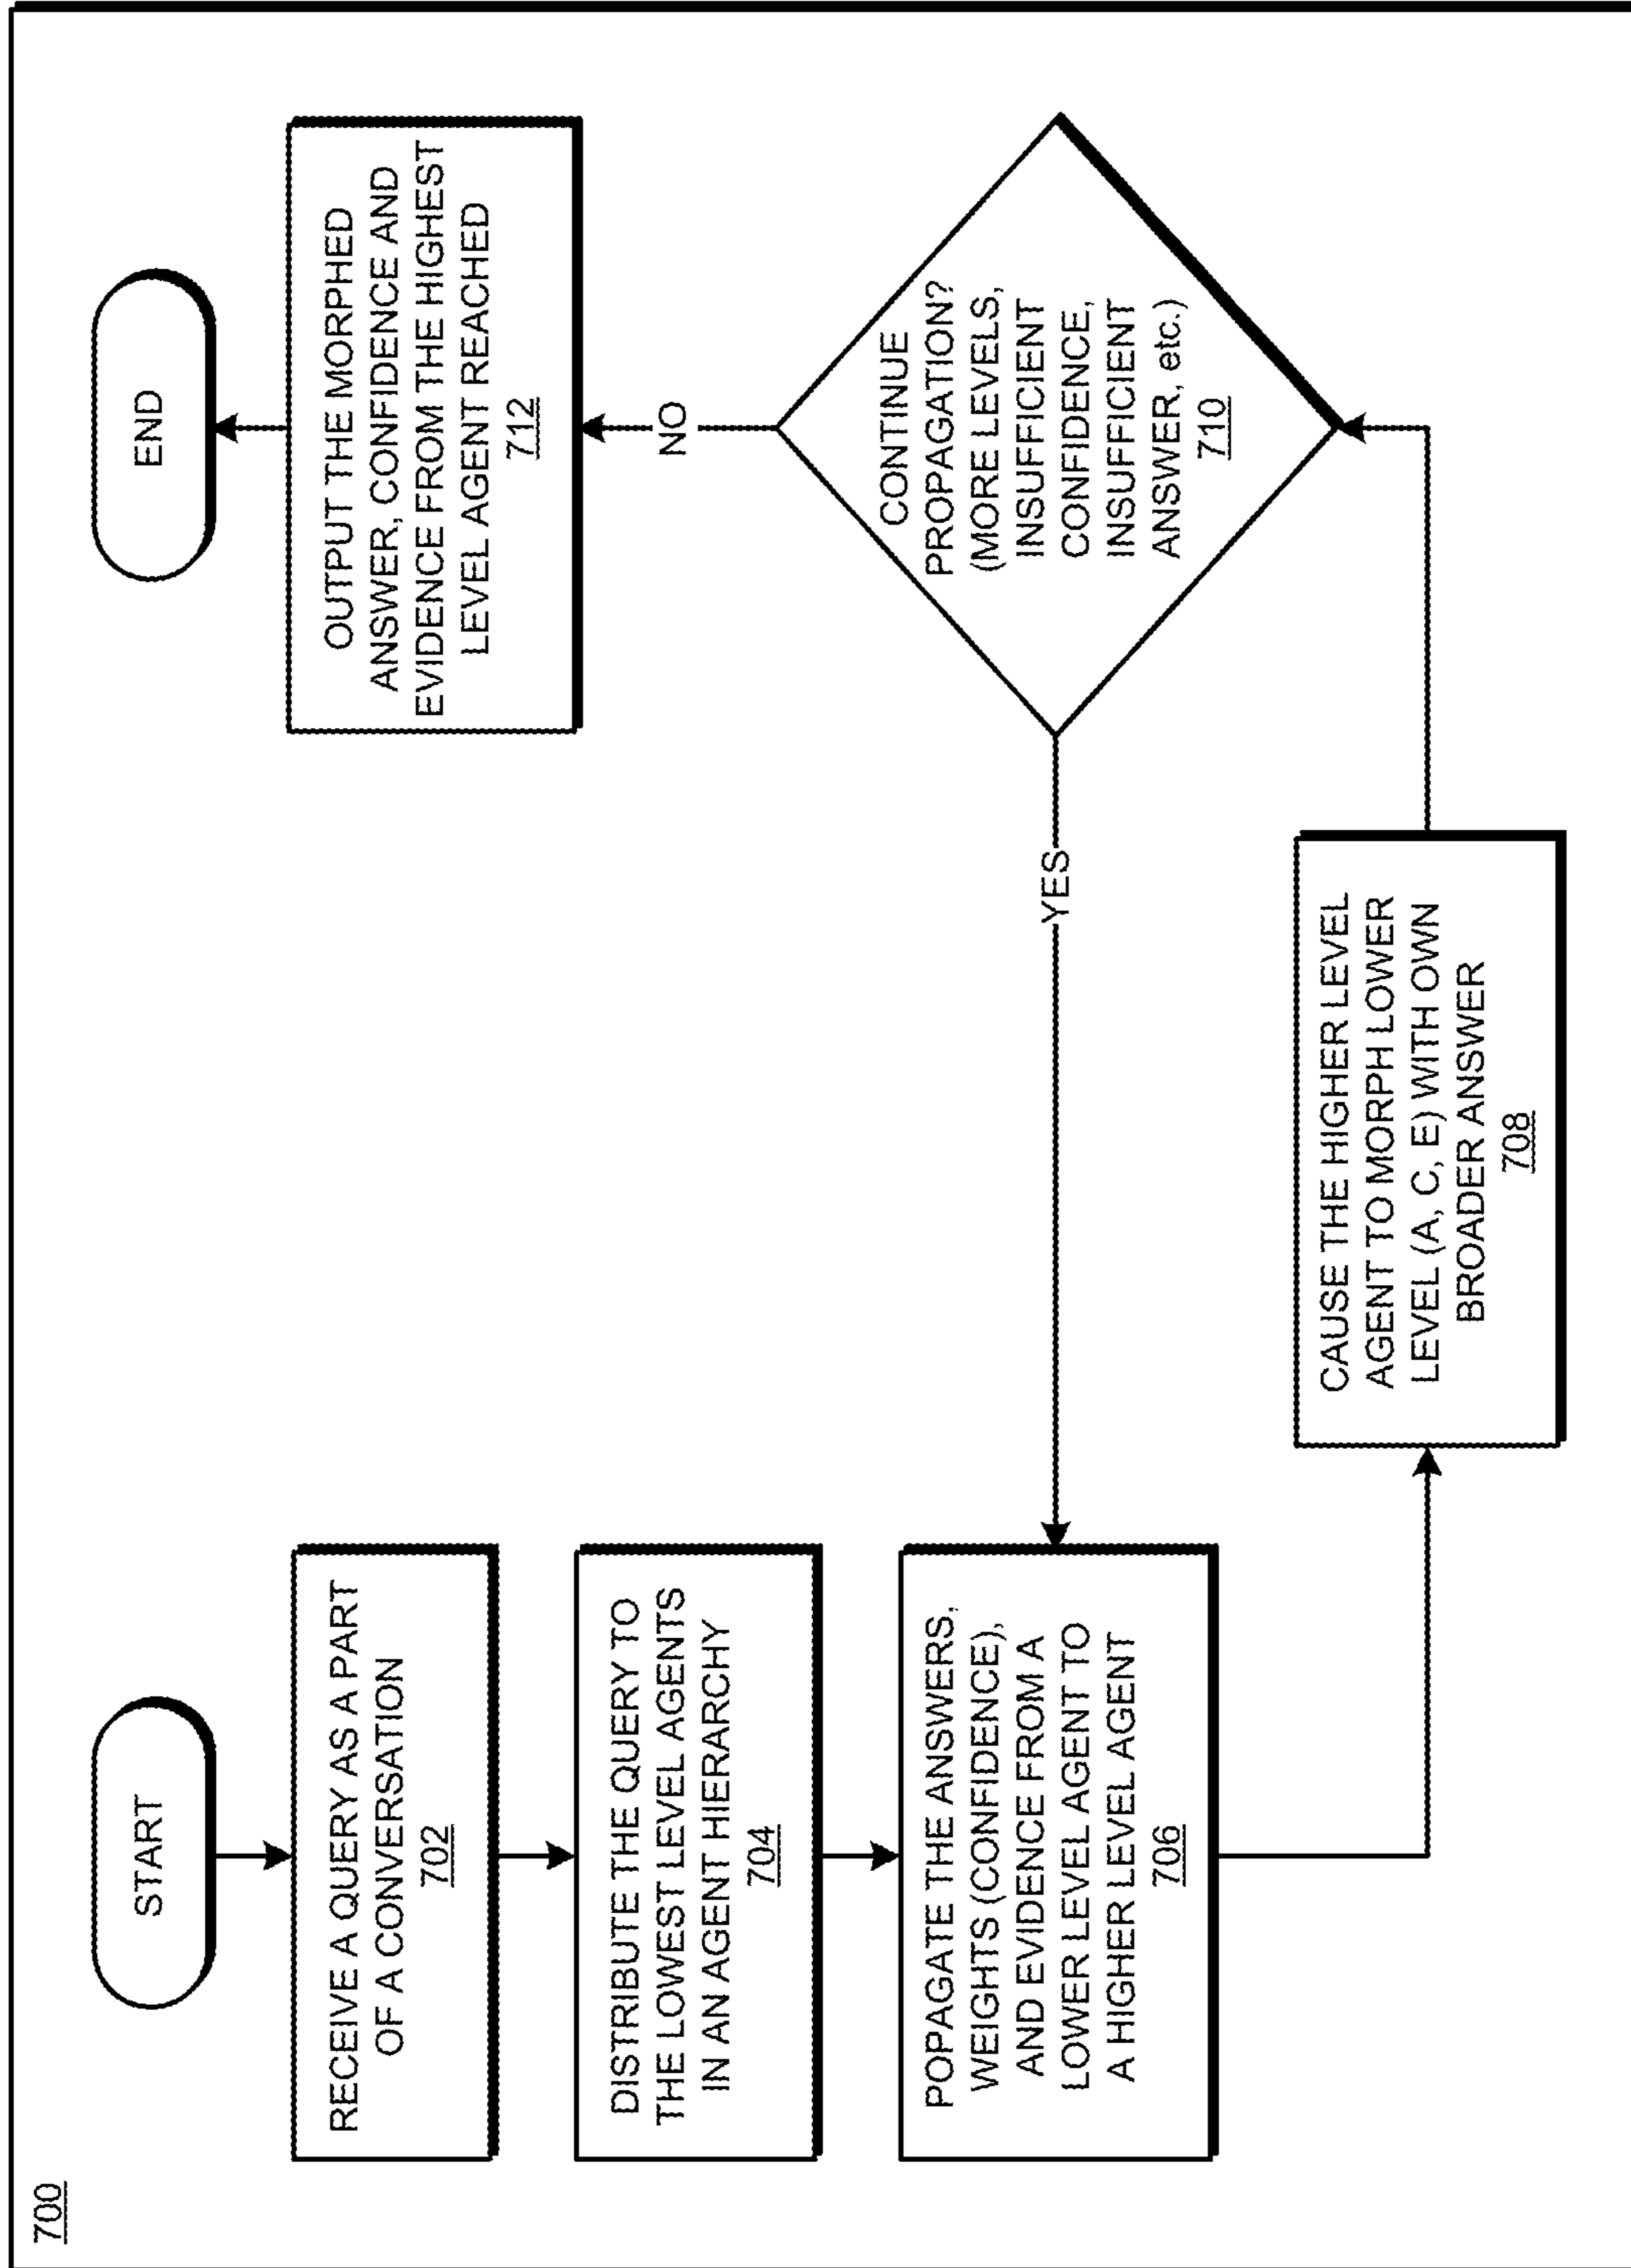 700
START
RECEIVE A QUERY AS A PART
OF A CONVERSATION
702
DISTRIBUTE THE QUERY TO
THE LOWEST LEVEL AGENTS
IN AN AGENT HIERARCHY
704
POPAGATE THE ANSWERS,
WEIGHTS (CONFIDENCE),
AND EVIDENCE FROM A
LOWER LEVEL AGENT TO
A HIGHER LEVEL AGENT
706
CAUSE THE HIGHER LEVEL
AGENT TO MORPH LOWER
LEVEL (A, C, E) WITH OWN
BROADER ANSWER
708
CONTINUE
PROPAGATION?
(MORE LEVELS,
INSUFFICIENT
CONFIDENCE,
INSUFFICIENT
ANSWER, etc.)
710
YES
NO
OUTPUT THE MORPHED
ANSWER, CONFIDENCE AND
EVIDENCE FROM THE HIGHEST
LEVEL AGENT REACHED
712
END